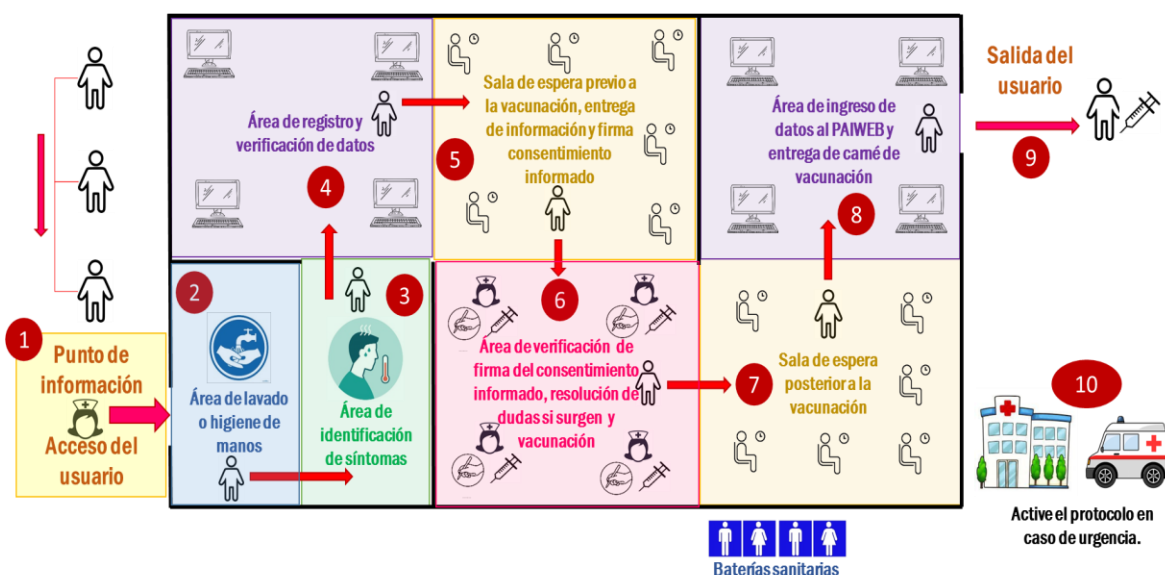 1
Punto de
información
Acceso del
usuario
2
Área de lavado
o higiene de
manos
3
Área de
identificación
de síntomas
Área de registro y
verificación de datos
4
Sala de espera previo a
la vacunación, entrega
de información y firma
consentimiento
informado
5
6
Área de verificación de
firma del consentimiento
informado, resolución de
dudas si surgen y
vacunación
7
Sala de espera
posterior a la
vacunación
Área de ingreso de
datos al PAIWEB y
entrega de carné de
vacunación
8
Salida del
usuario
9
10
Active el protocolo en
caso de urgencia.
Baterías sanitarias